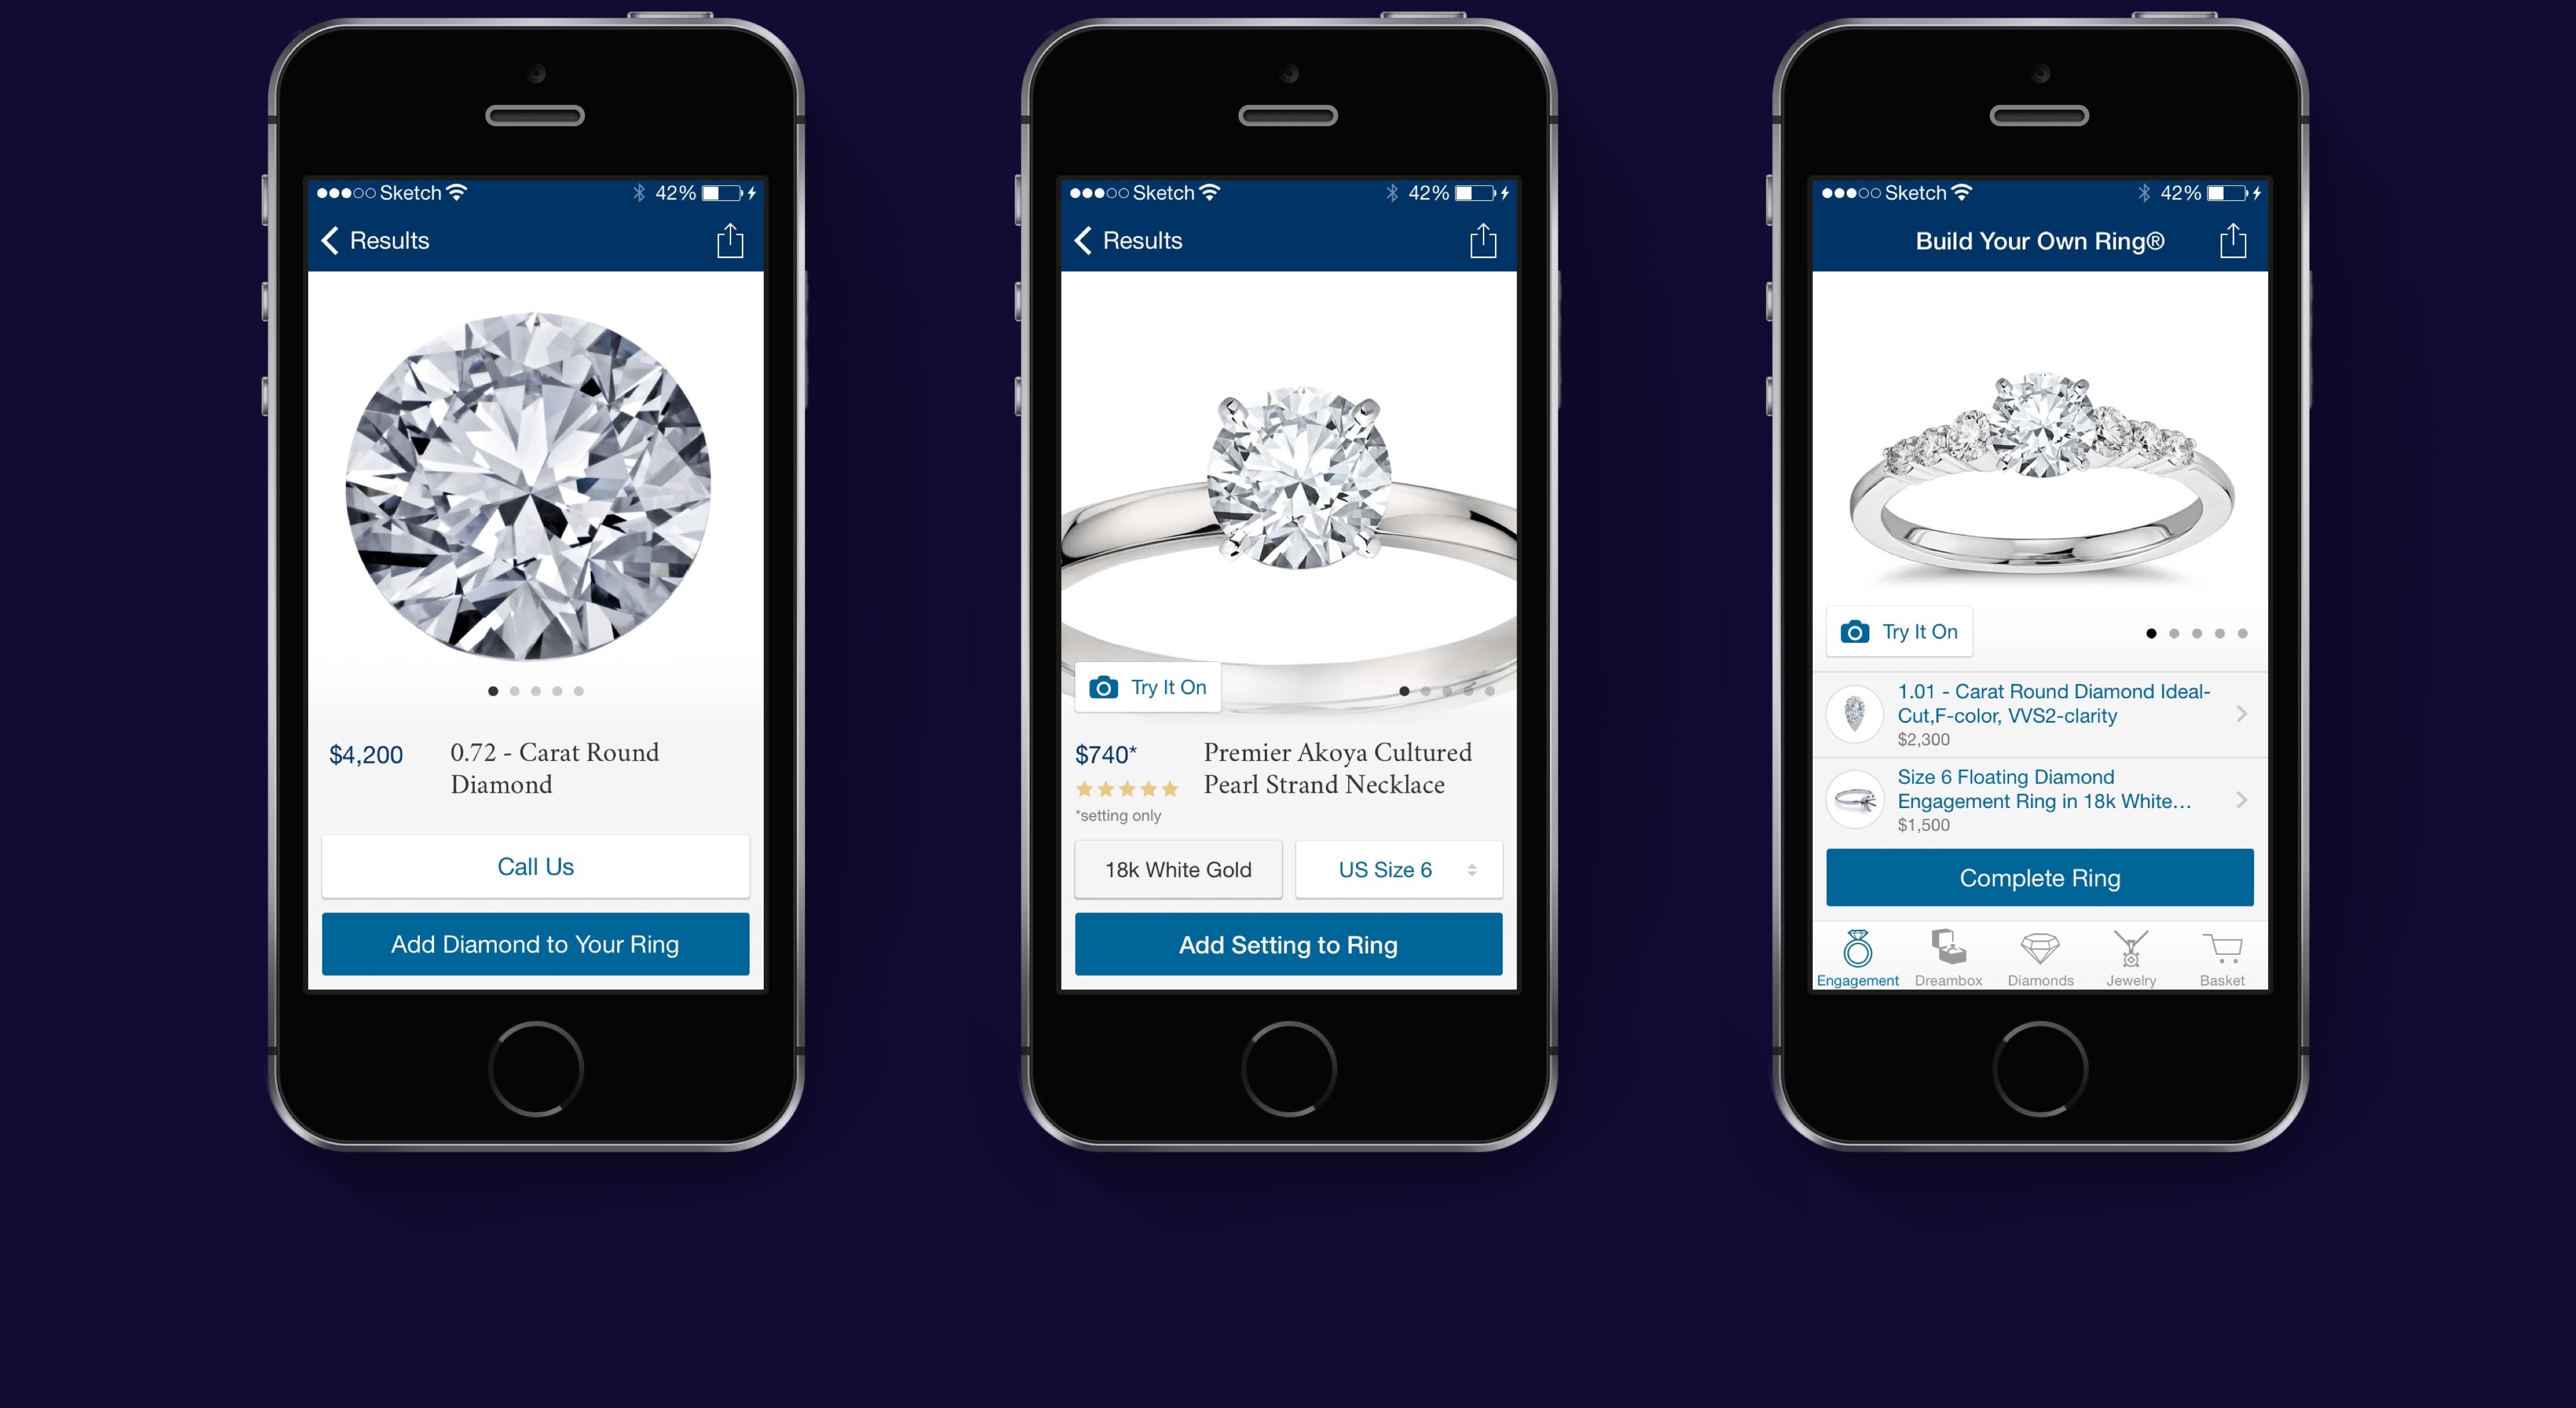 Sketch
42%
Results
$4,200
0.72 - Carat Round
Diamond
Call Us
Add Diamond to Your Ring
Sketch
42%
Results
Try It On
$740*
Premier Akoya Cultured
Pearl Strand Necklace
*setting only
18k White Gold
US Size 6
Add Setting to Ring
Sketch
42%
Build Your Own Ring®
Try It On
1.01 - Carat Round Diamond Ideal-
Cut,F-color, VVS2-clarity
$2,300
Size 6 Floating Diamond
Engagement Ring in 18k White...
$1,500
Complete Ring
Engagement
Dreambox
Diamonds
Jewelry
Basket